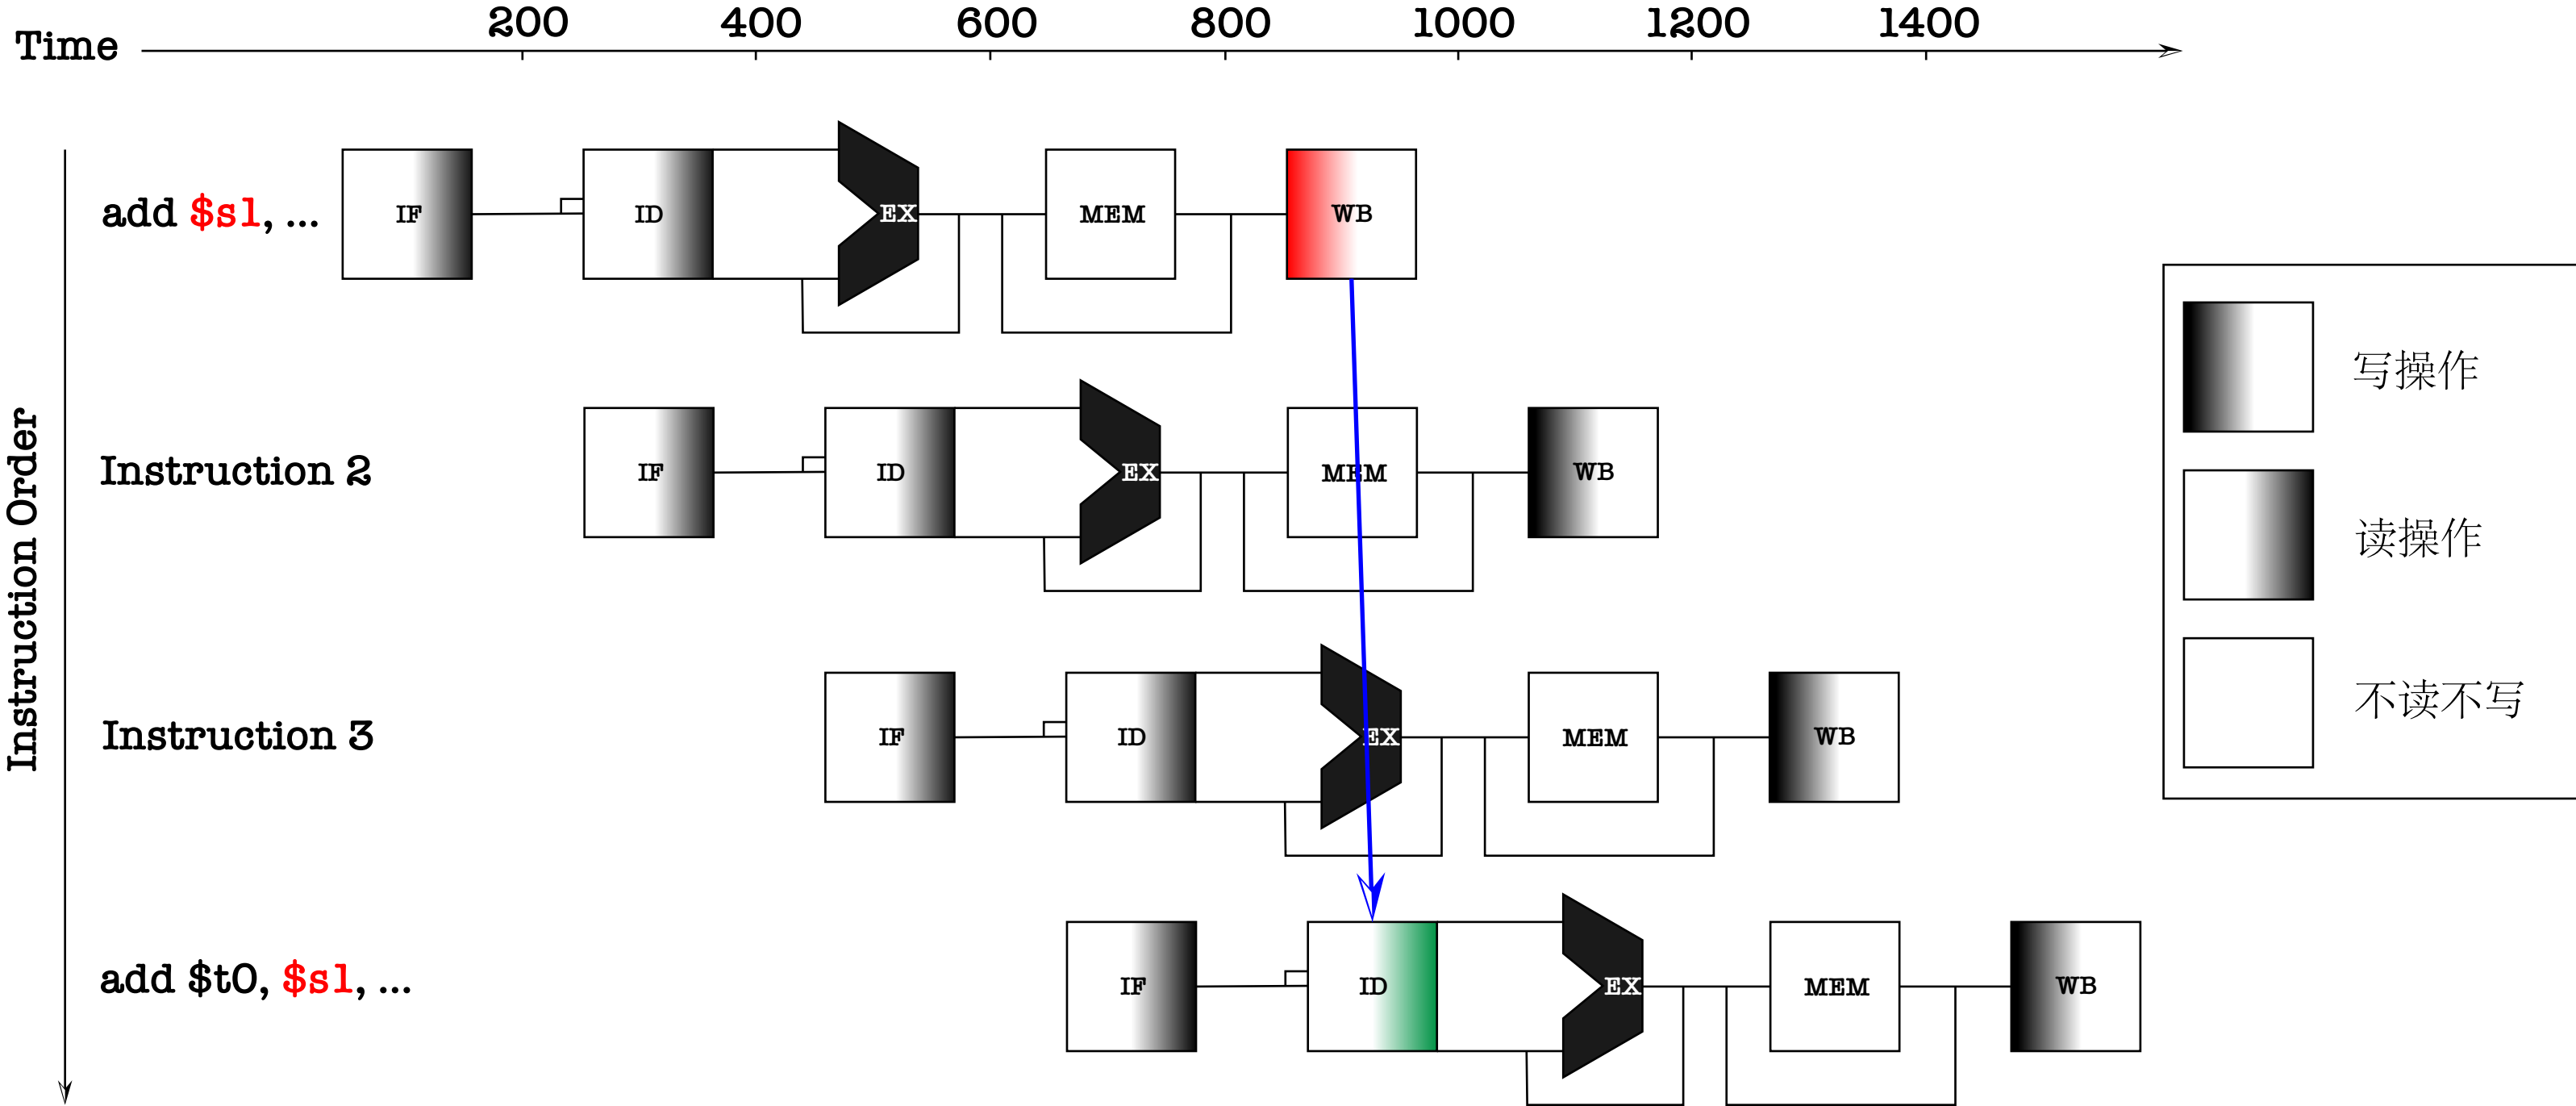 200 400 600 800 1000 1200 1400
Time
add $s1, ...
IF ID EX MEM WB
Instruction 2
IF ID EX MEM WB
Instruction 3
IF ID EX MEM WB
add $t0, $s1, ...
IF ID EX MEM WB
Instruction Order
写操作
读操作
不读不写